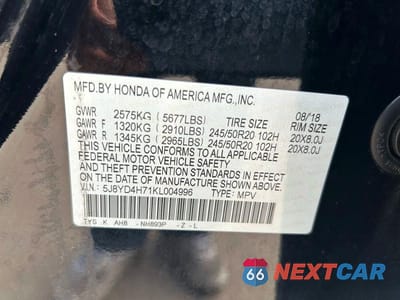 MFD.BY HONDA OF AMERICA MFG.,INC.
08/18
GVWR 2575KG (5677LBS) TIRE SIZE RIM SIZE
GAWR F 1320KG (2910LBS) 245/50R20 102H 20X8.0J
GAWR R 1345KG (2965LBS) 245/50R20 102H 20X8.0J
THIS VEHICLE CONFORMS TO ALL APPLICABLE
FEDERAL MOTOR VEHICLE SAFETY
AND THEFT PREVENTION STANDARDS IN EFFECT ON
THE DATE OF MANUFACTURE SHOWN ABOVE.
5J8YD4H71KL004996 TYPE: MPV
TYS K AH8 NH893P Z - L
66 NEXTCAR